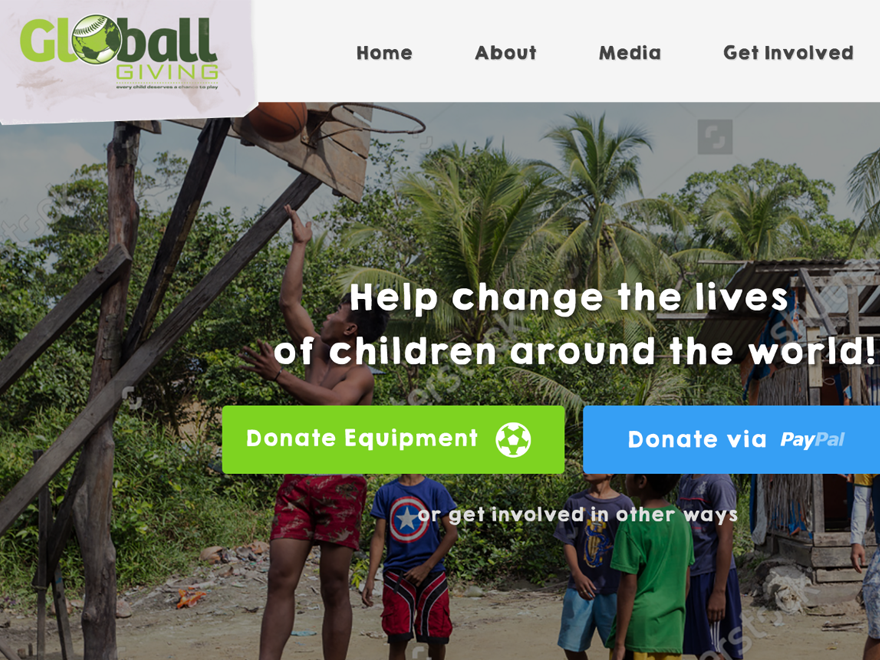 Globall
GIVING
every child deserves a chance to play
Home About Media Get Involved
Help change the lives
of children around the world!
Donate Equipment
Donate via PayPal
or get involved in other ways